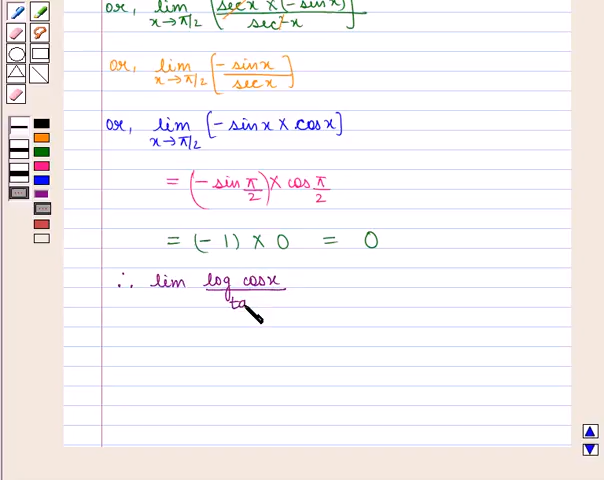 or, lim x→π/2 [sec x × (−sin x) / sec² x]
or, lim x→π/2 [−sin x / sec x]
or, lim x→π/2 [−sin x × cos x]
= (−sin π/2) × cos π/2
= (−1) × 0 = 0
∴ lim log cos x / ta